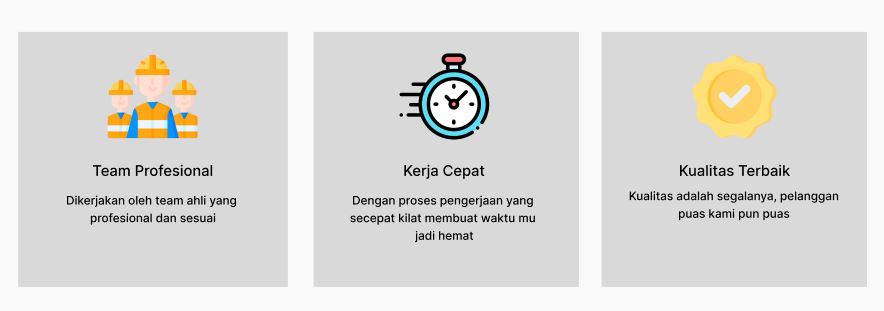 Team Profesional
Dikerjakan oleh team ahli yang
profesional dan sesuai
Kerja Cepat
Dengan proses pengerjaan yang
secepat kilat membuat waktu mu
jadi hemat
Kualitas Terbaik
Kualitas adalah segalanya, pelanggan
puas kami pun puas